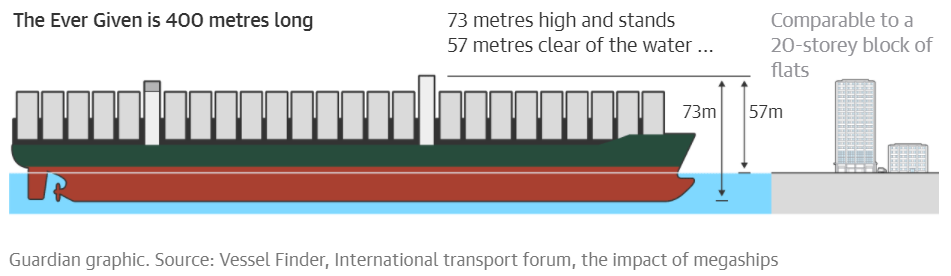 The Ever Given is 400 metres long
73 metres high and stands
57 metres clear of the water ...
Comparable to a
20-storey block of
flats
73m
57m
Guardian graphic. Source: Vessel Finder, International transport forum, the impact of megaships